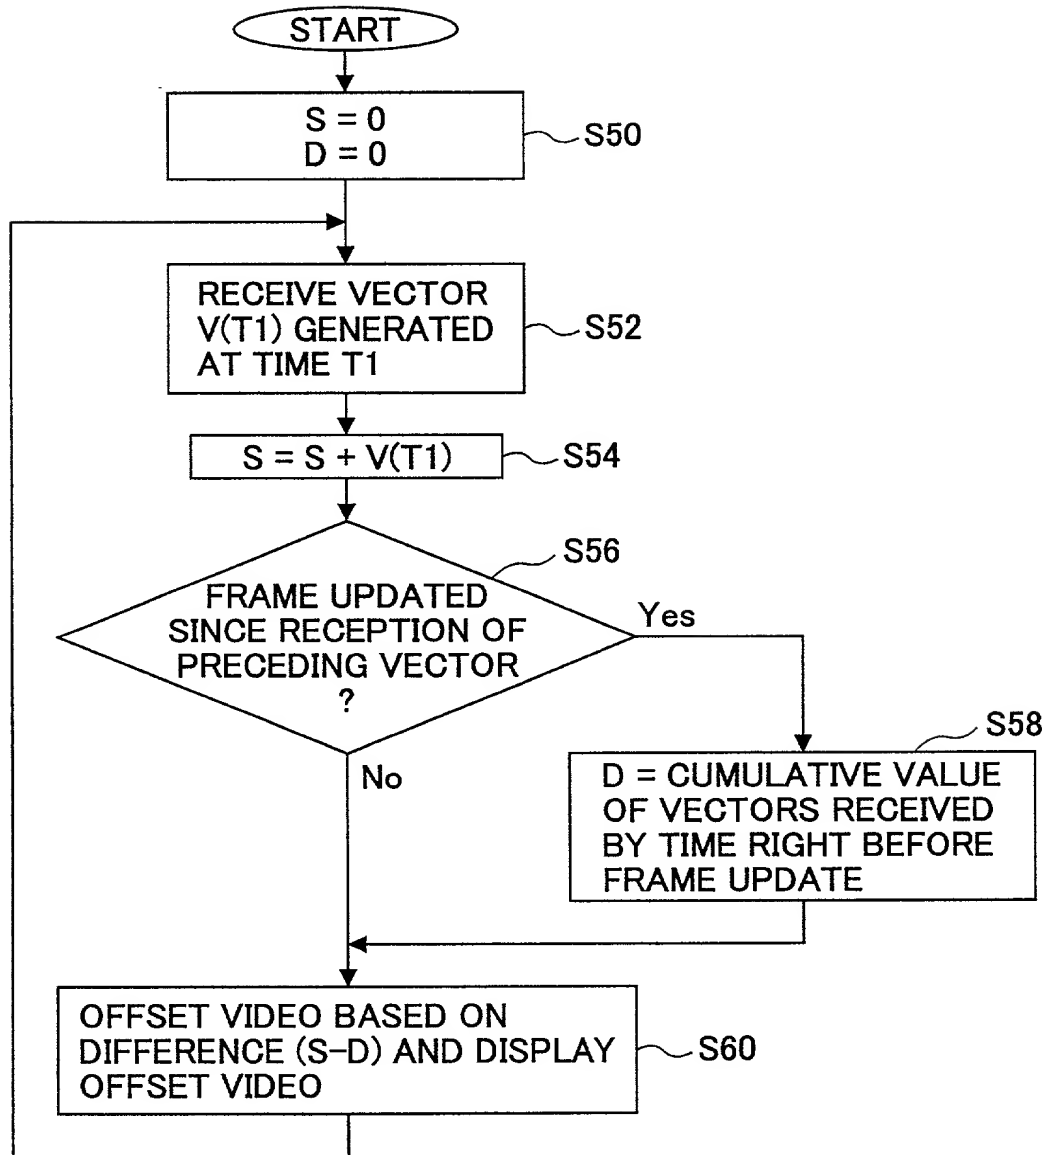 START
S = 0
D = 0
S50
RECEIVE VECTOR
V(T1) GENERATED
AT TIME T1
S52
S = S + V(T1)
S54
S56
FRAME UPDATED
SINCE RECEPTION OF
PRECEDING VECTOR
?
Yes
No
S58
D = CUMULATIVE VALUE
OF VECTORS RECEIVED
BY TIME RIGHT BEFORE
FRAME UPDATE
OFFSET VIDEO BASED ON
DIFFERENCE (S-D) AND DISPLAY
OFFSET VIDEO
S60